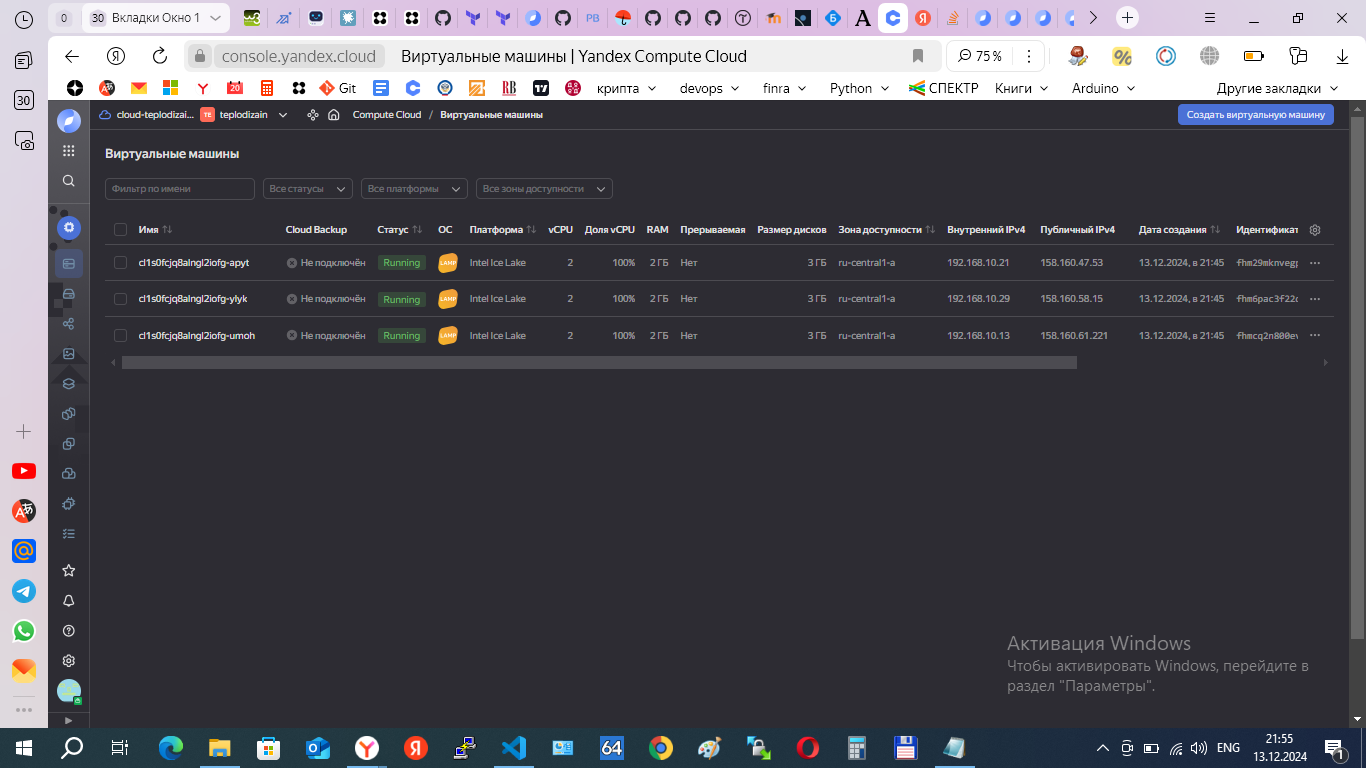 0 30 Вкладки Окно 1
console.yandex.cloud Виртуальные машины | Yandex Compute Cloud 75 %
Git крипта devops finra Python СПЕКТР Книги Arduino Другие закладки
30
cloud-teplodizai... TE teplodizain Compute Cloud / Виртуальные машины Создать виртуальную машину
Виртуальные машины
Фильтр по имени Все статусы Все платформы Все зоны доступности
Имя Cloud Backup Статус ОС Платформа vCPU Доля vCPU RAM Прерываемая Размер дисков Зона доступности Внутренний IPv4 Публичный IPv4 Дата создания Идентификат
cl1s0fcjq8alngl2iofg-apyt Не подключён Running LAMP Intel Ice Lake 2 100% 2 ГБ Нет 3 ГБ ru-central1-a 192.168.10.21 158.160.47.53 13.12.2024, в 21:45 fhm29mknvegp ...
cl1s0fcjq8alngl2iofg-ylyk Не подключён Running LAMP Intel Ice Lake 2 100% 2 ГБ Нет 3 ГБ ru-central1-a 192.168.10.29 158.160.58.15 13.12.2024, в 21:45 fhm6pac3f22c ...
cl1s0fcjq8alngl2iofg-umoh Не подключён Running LAMP Intel Ice Lake 2 100% 2 ГБ Нет 3 ГБ ru-central1-a 192.168.10.13 158.160.61.221 13.12.2024, в 21:45 fhmcq2n800ev ...
Активация Windows
Чтобы активировать Windows, перейдите в
раздел "Параметры".
64 ENG 21:55
13.12.2024
1